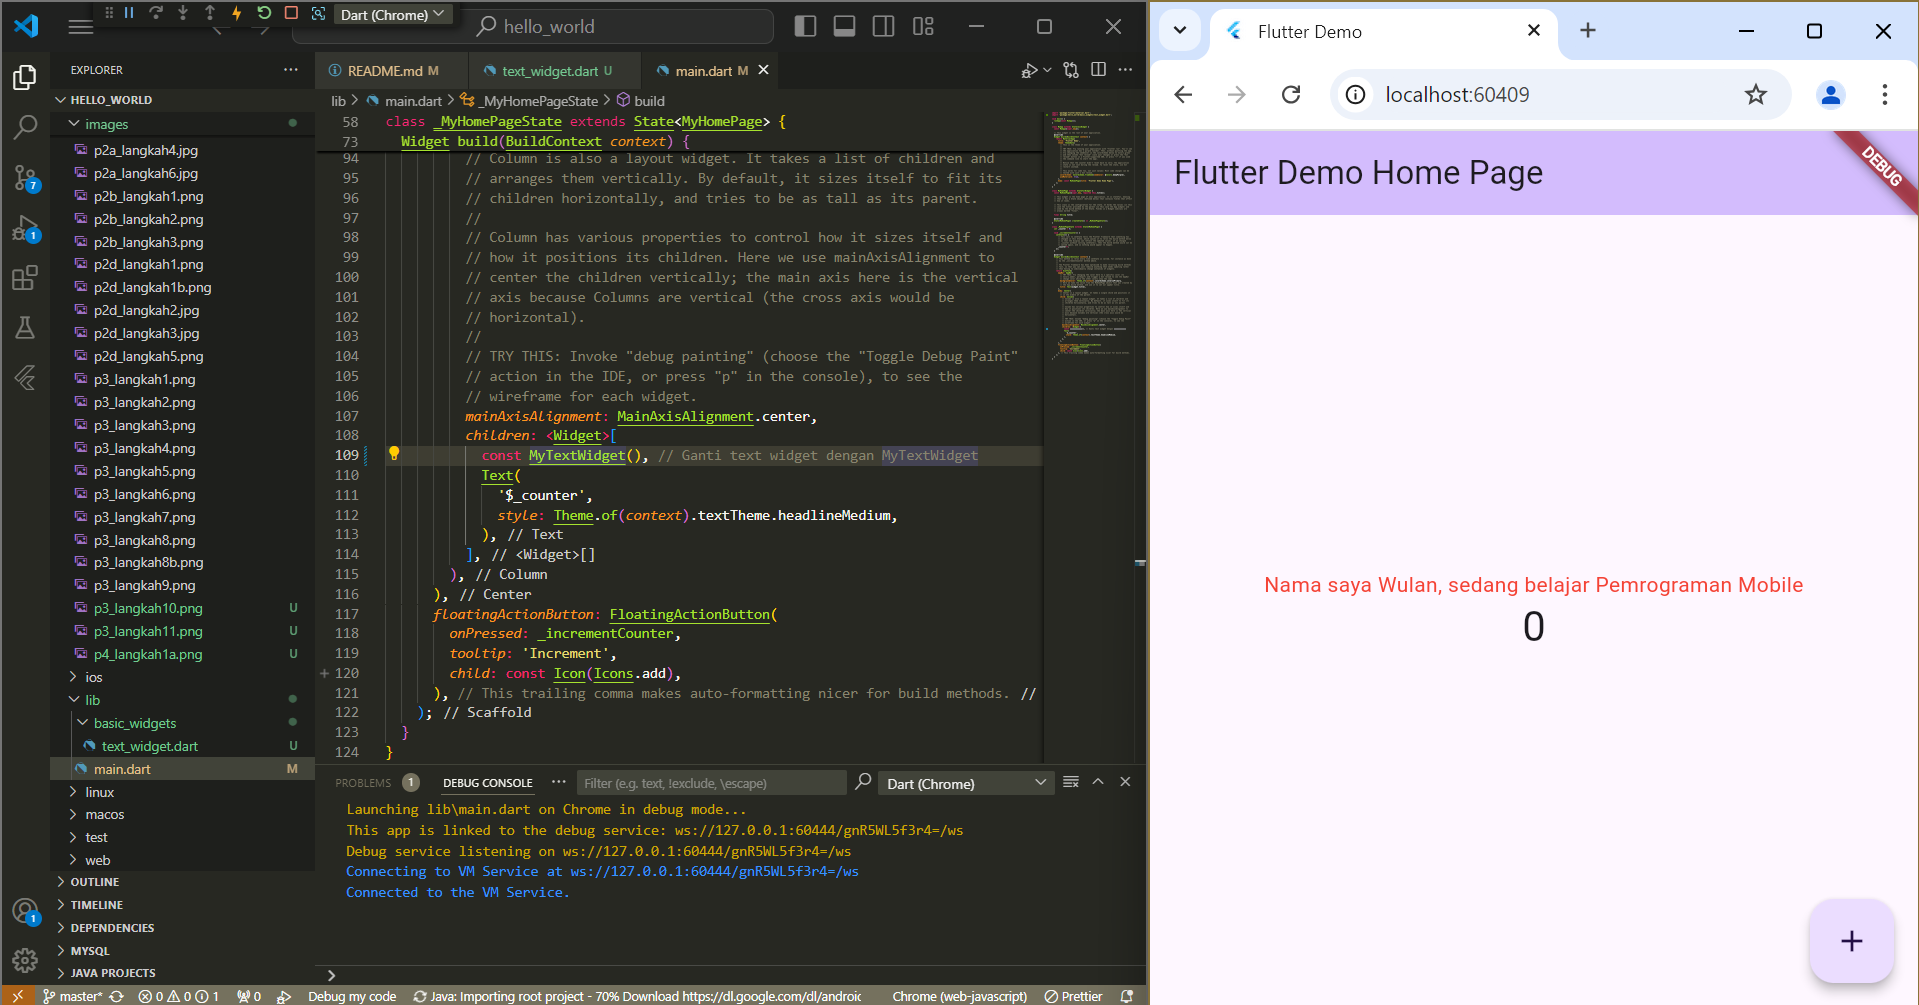 Dart (Chrome)
hello_world
EXPLORER
HELLO_WORLD
images
p2a_langkah4.jpg
p2a_langkah6.jpg
p2b_langkah1.png
p2b_langkah2.png
p2b_langkah3.png
p2d_langkah1.png
p2d_langkah1b.png
p2d_langkah2.jpg
p2d_langkah3.jpg
p2d_langkah5.png
p3_langkah1.png
p3_langkah2.png
p3_langkah3.png
p3_langkah4.png
p3_langkah5.png
p3_langkah6.png
p3_langkah7.png
p3_langkah8.png
p3_langkah8b.png
p3_langkah9.png
p3_langkah10.png U
p3_langkah11.png U
p4_langkah1a.png U
ios
lib
basic_widgets
text_widget.dart U
main.dart M
linux
macos
test
web
OUTLINE
TIMELINE
DEPENDENCIES
MYSQL
JAVA PROJECTS
7
1
1
README.md M
text_widget.dart U
main.dart M
lib > main.dart > _MyHomePageState > build
58 class _MyHomePageState extends State<MyHomePage> {
73 Widget build(BuildContext context) {
94 // Column is also a layout widget. It takes a list of children and
95 // arranges them vertically. By default, it sizes itself to fit its
96 // children horizontally, and tries to be as tall as its parent.
97 //
98 // Column has various properties to control how it sizes itself and
99 // how it positions its children. Here we use mainAxisAlignment to
100 // center the children vertically; the main axis here is the vertical
101 // axis because Columns are vertical (the cross axis would be
102 // horizontal).
103 //
104 // TRY THIS: Invoke "debug painting" (choose the "Toggle Debug Paint"
105 // action in the IDE, or press "p" in the console), to see the
106 // wireframe for each widget.
107 mainAxisAlignment: MainAxisAlignment.center,
108 children: <Widget>[
109 const MyTextWidget(), // Ganti text widget dengan MyTextWidget
110 Text(
111 '$_counter',
112 style: Theme.of(context).textTheme.headlineMedium,
113 ), // Text
114 ], // <Widget>[]
115 ), // Column
116 ), // Center
117 floatingActionButton: FloatingActionButton(
118 onPressed: _incrementCounter,
119 tooltip: 'Increment',
120 child: const Icon(Icons.add),
121 ), // This trailing comma makes auto-formatting nicer for build methods. //
122 ); // Scaffold
123 }
124 }
PROBLEMS 1 DEBUG CONSOLE Filter (e.g. text, !exclude, \escape) Dart (Chrome)
Launching lib\main.dart on Chrome in debug mode...
This app is linked to the debug service: ws://127.0.0.1:60444/gnR5WL5f3r4=/ws
Debug service listening on ws://127.0.0.1:60444/gnR5WL5f3r4=/ws
Connecting to VM Service at ws://127.0.0.1:60444/gnR5WL5f3r4=/ws
Connected to the VM Service.
master* 0 0 1 0 Debug my code Java: Importing root project - 70% Download https://dl.google.com/dl/android Chrome (web-javascript) Prettier
Flutter Demo
localhost:60409
Flutter Demo Home Page
DEBUG
Nama saya Wulan, sedang belajar Pemrograman Mobile
0